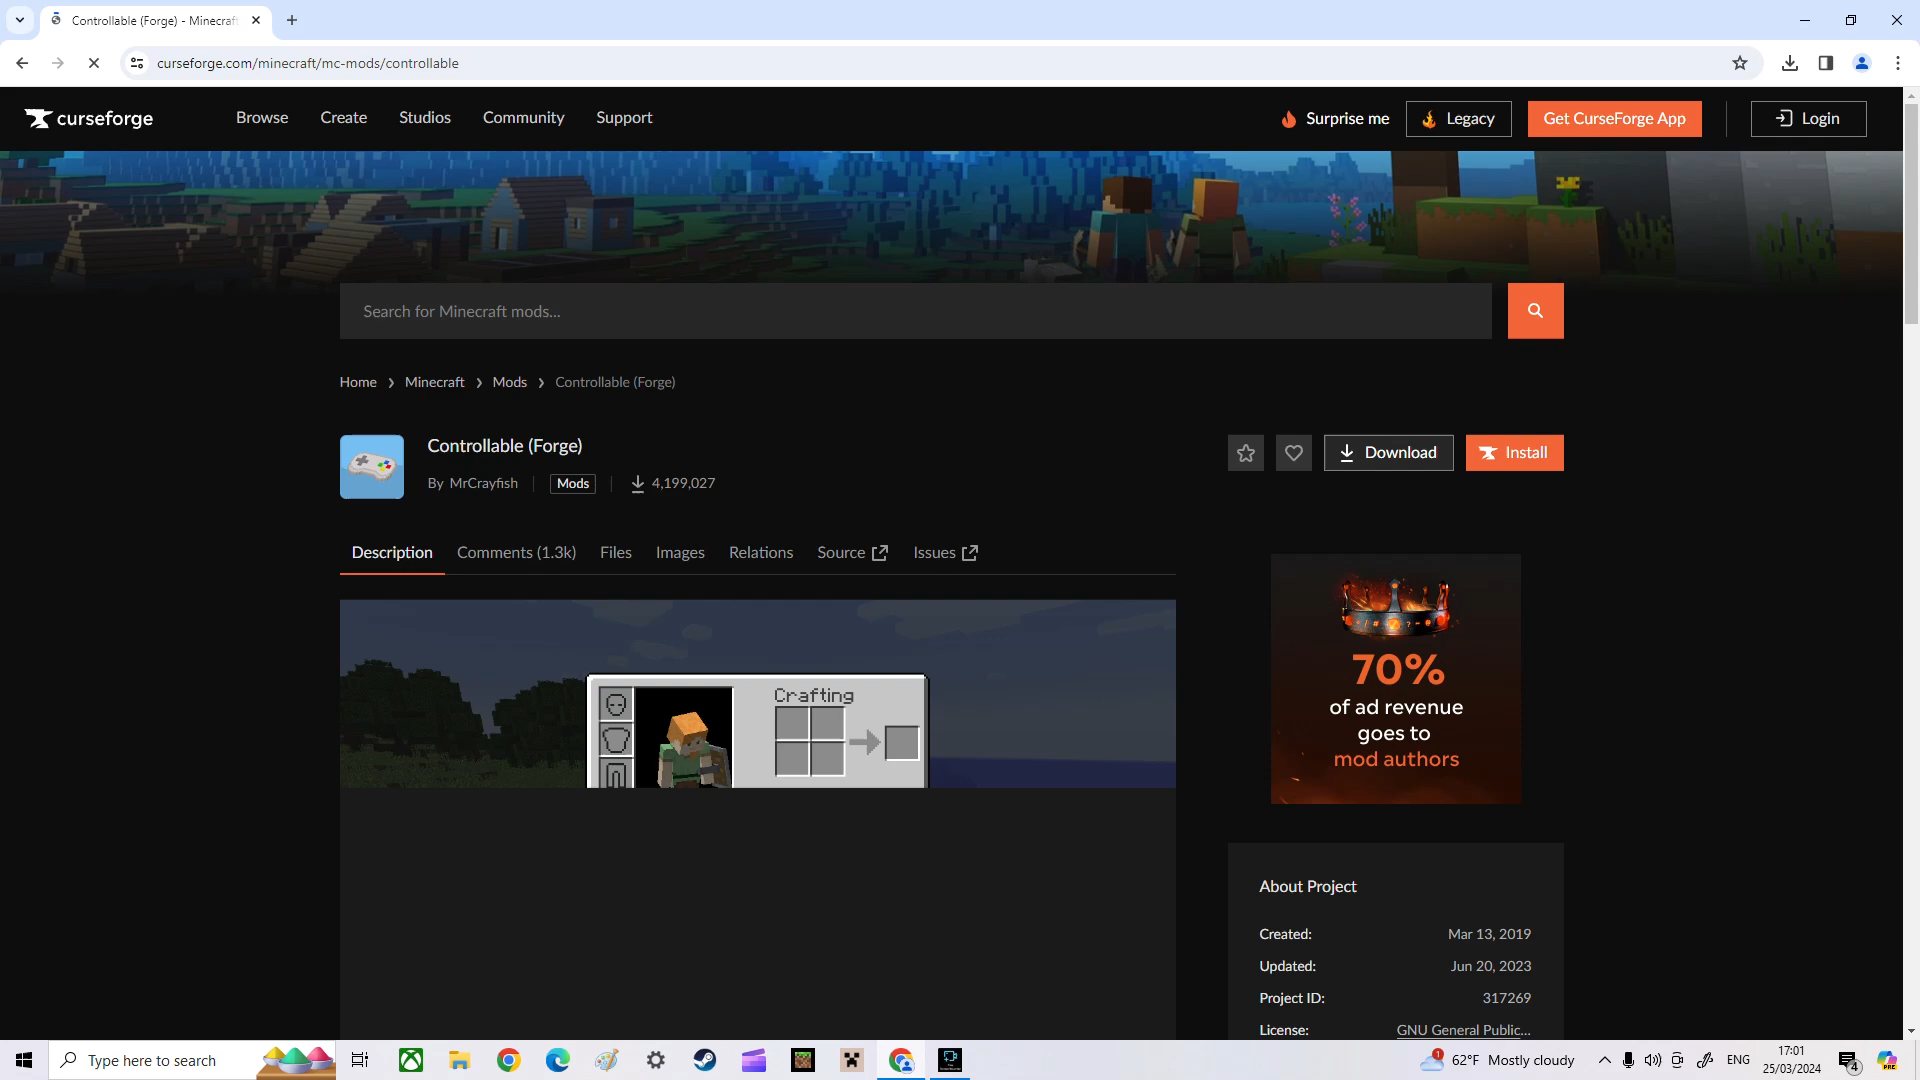 Controllable (Forge) - Minecraft
curseforge.com/minecraft/mc-mods/controllable
curseforge
Browse
Create
Studios
Community
Support
Surprise me
Legacy
Get CurseForge App
Login
Search for Minecraft mods...
Home
Minecraft
Mods
Controllable (Forge)
Controllable (Forge)
By MrCrayfish
Mods
4,199,027
Download
Install
Description
Comments (1.3k)
Files
Images
Relations
Source
Issues
Crafting
70%
of ad revenue
goes to
mod authors
About Project
Created:
Mar 13, 2019
Updated:
Jun 20, 2023
Project ID:
317269
License:
GNU General Public...
Type here to search
1
62°F
Mostly cloudy
ENG
17:01
25/03/2024
4
PRE